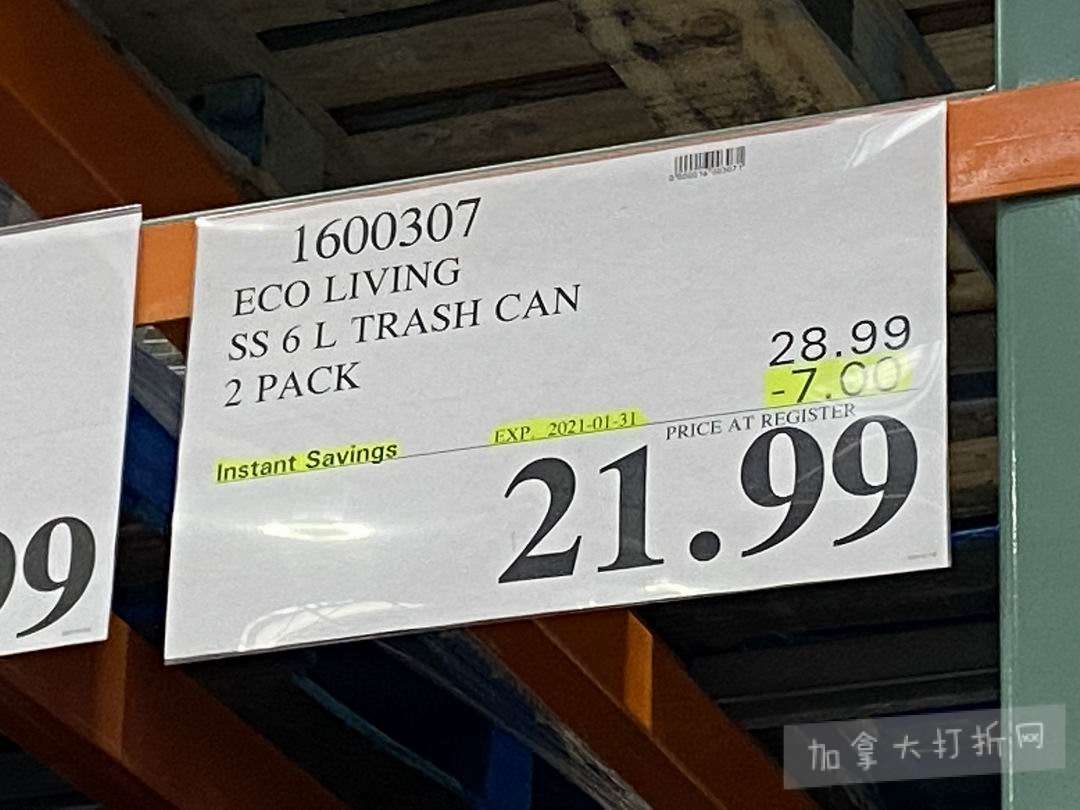 1600307
ECO LIVING
SS 6 L TRASH CAN
2 PACK
28.99
-7.00
Instant Savings EXP. 2021-01-31 PRICE AT REGISTER
21.99
99
加拿大打折网